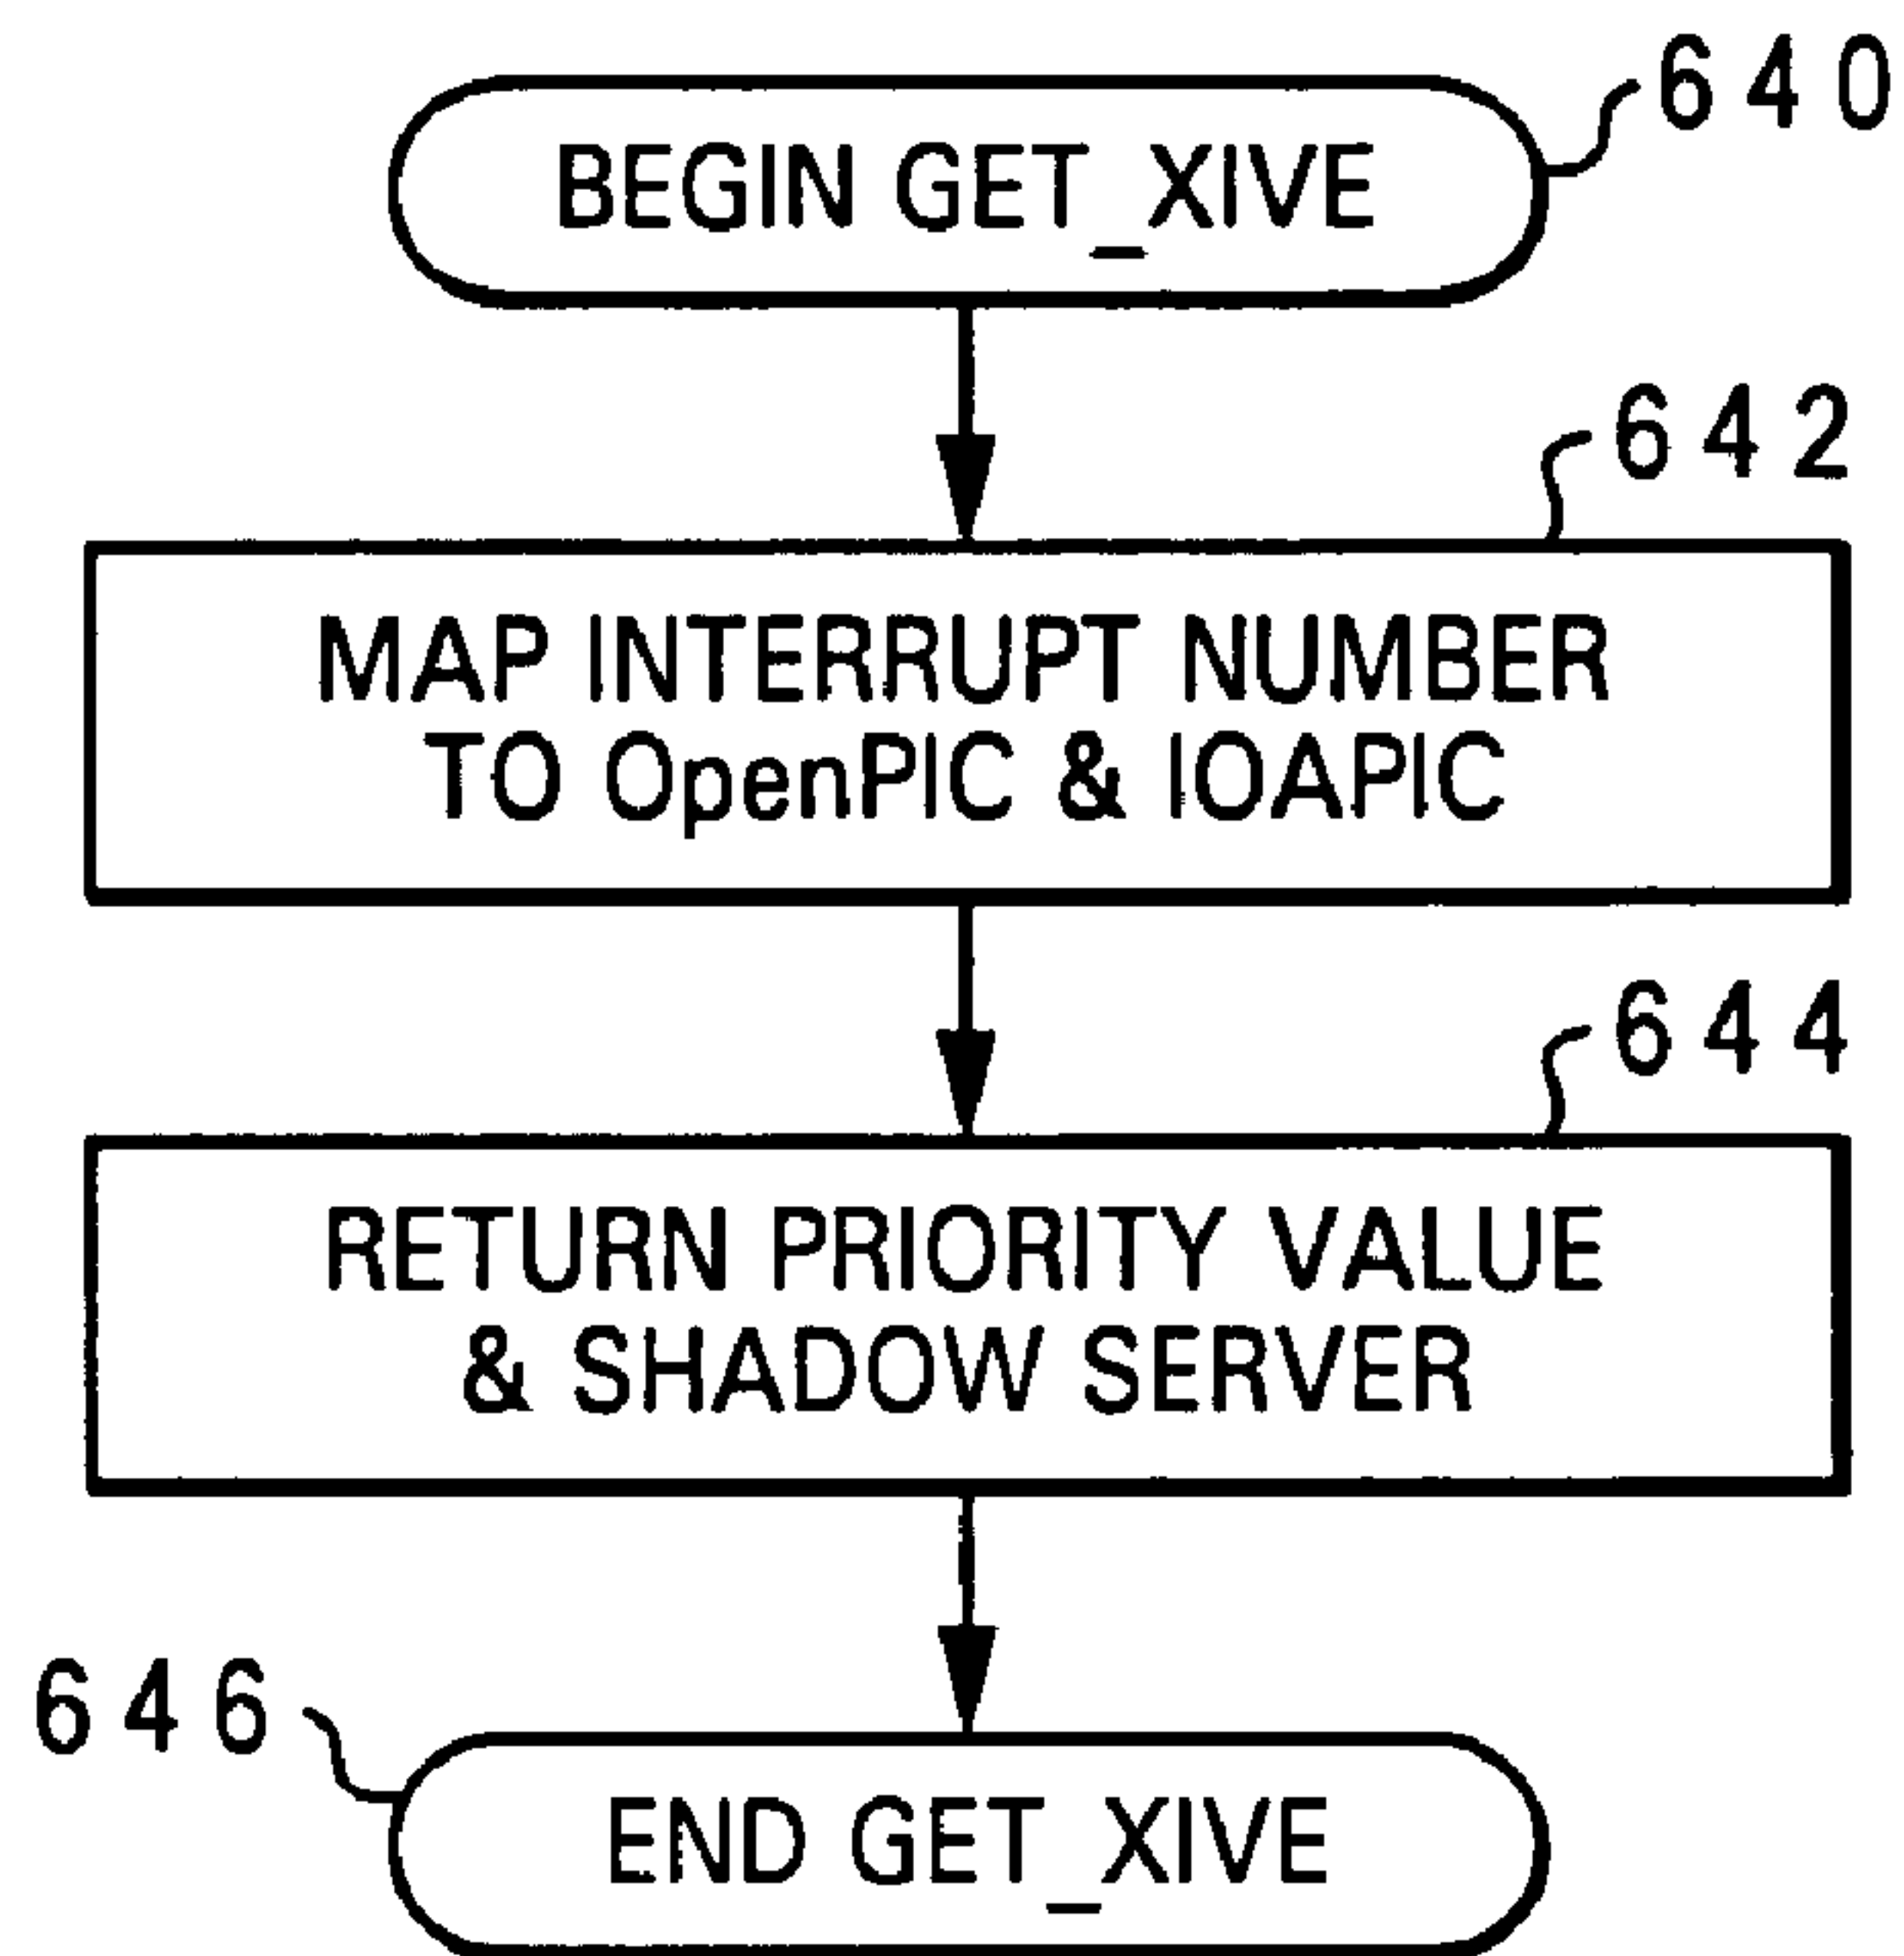 640
BEGIN GET_XIVE
642
MAP INTERRUPT NUMBER
TO OpenPIC & IOAPIC
644
RETURN PRIORITY VALUE
& SHADOW SERVER
646
END GET_XIVE